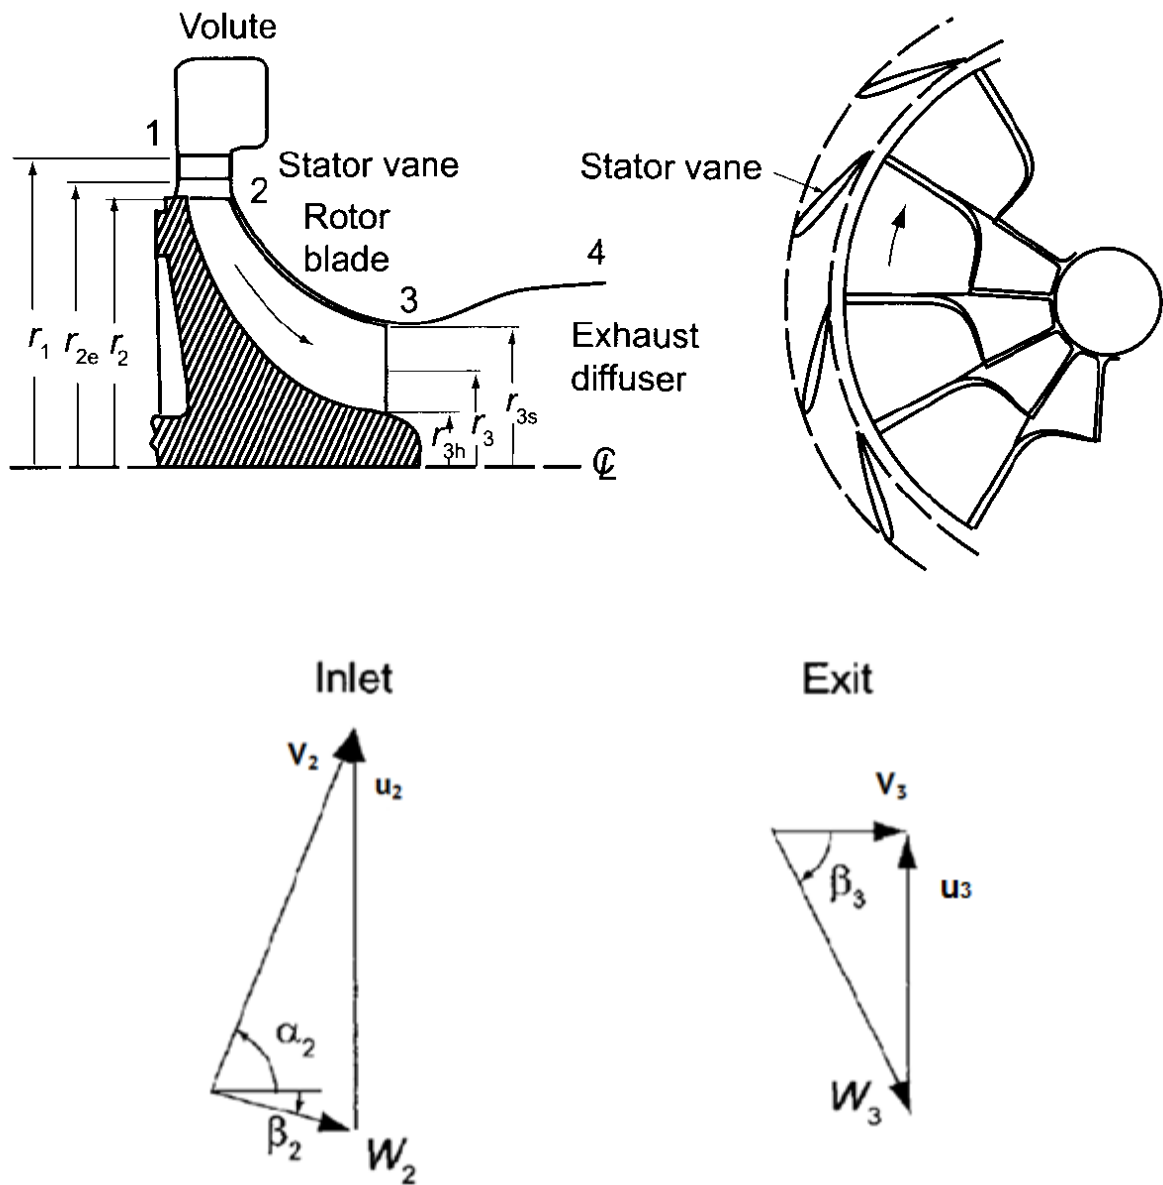 Volute
1
Stator vane
2
Rotor
blade
4
3
Exhaust
diffuser
r1 r2e r2
r3h r3 r3s
℄
Stator vane
Inlet
Exit
V2
u2
α2
β2
W2
V3
β3
u3
W3